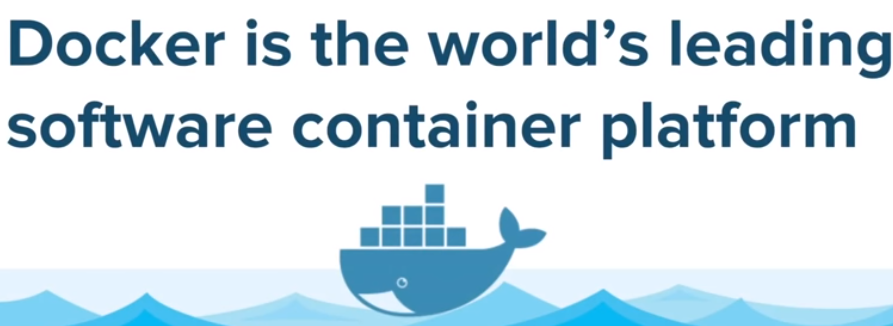 Docker is the world’s leading
software container platform